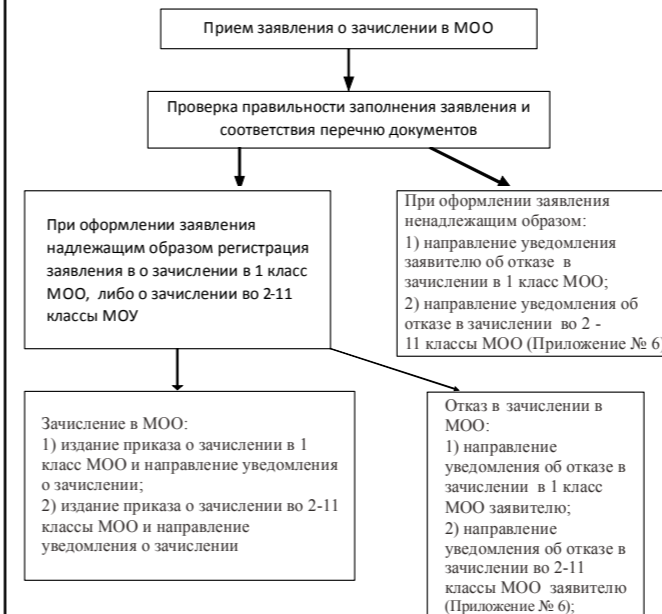 Прием заявления о зачислении в МОО
Проверка правильности заполнения заявления и
соответствия перечню документов
При оформлении заявления
надлежащим образом регистрация
заявления в о зачислении в 1 класс
МОО, либо о зачислении во 2-11
классы МОУ
При оформлении заявления
ненадлежащим образом:
1) направление уведомления
заявителю об отказе в
зачислении в 1 класс МОО;
2) направление уведомления об
отказе в зачислении во 2 -
11 классы МОО (Приложение № 6)
Зачисление в МОО:
1) издание приказа о зачислении в 1
класс МОО и направление уведомления
о зачислении;
2) издание приказа о зачислении во 2-11
классы МОО и направление
уведомления о зачислении
Отказ в зачислении в
МОО:
1) направление
уведомления об отказе в
зачислении в 1 класс
МОО заявителю;
2) направление
уведомления об отказе в
зачислении во 2-11
классы МОО заявителю
(Приложение № 6);